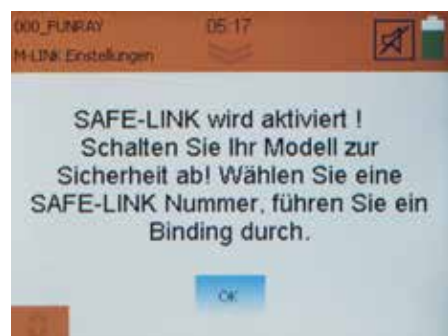 000_FUNRAY 05:17
M-LINK Einstellungen
SAFE-LINK wird aktiviert !
Schalten Sie Ihr Modell zur
Sicherheit ab! Wählen Sie eine
SAFE-LINK Nummer, führen Sie ein
Binding durch.
OK